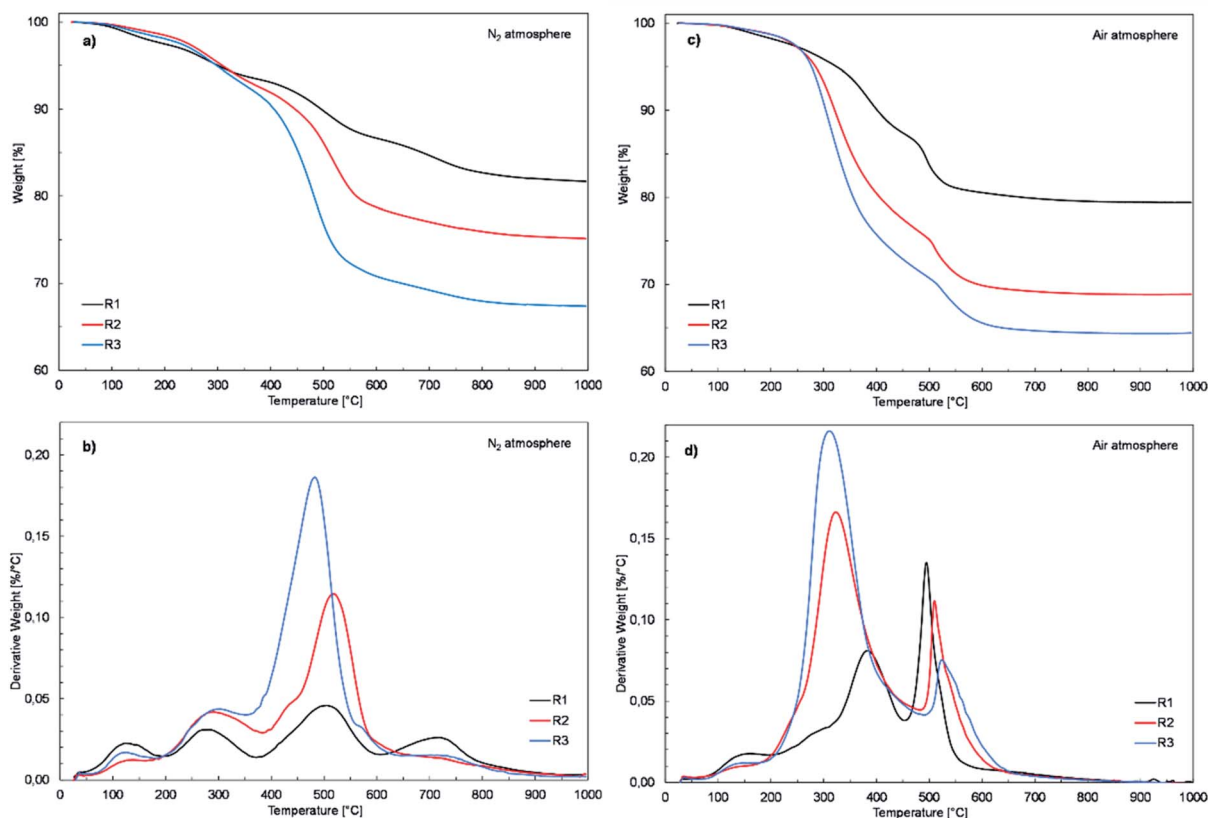 a)
N₂ atmosphere
Weight [%]
100
90
80
70
60
R1
R2
R3
0 100 200 300 400 500 600 700 800 900 1000
Temperature [°C]
c)
Air atmosphere
Weight [%]
100
90
80
70
60
R1
R2
R3
0 100 200 300 400 500 600 700 800 900 1000
Temperature [°C]
b)
N₂ atmosphere
Derivative Weight [%/°C]
0,20
0,15
0,10
0,05
0,00
R1
R2
R3
0 100 200 300 400 500 600 700 800 900 1000
Temperature [°C]
d)
Air atmosphere
Derivative Weight [%/°C]
0,20
0,15
0,10
0,05
0,00
R1
R2
R3
0 100 200 300 400 500 600 700 800 900 1000
Temperature [°C]